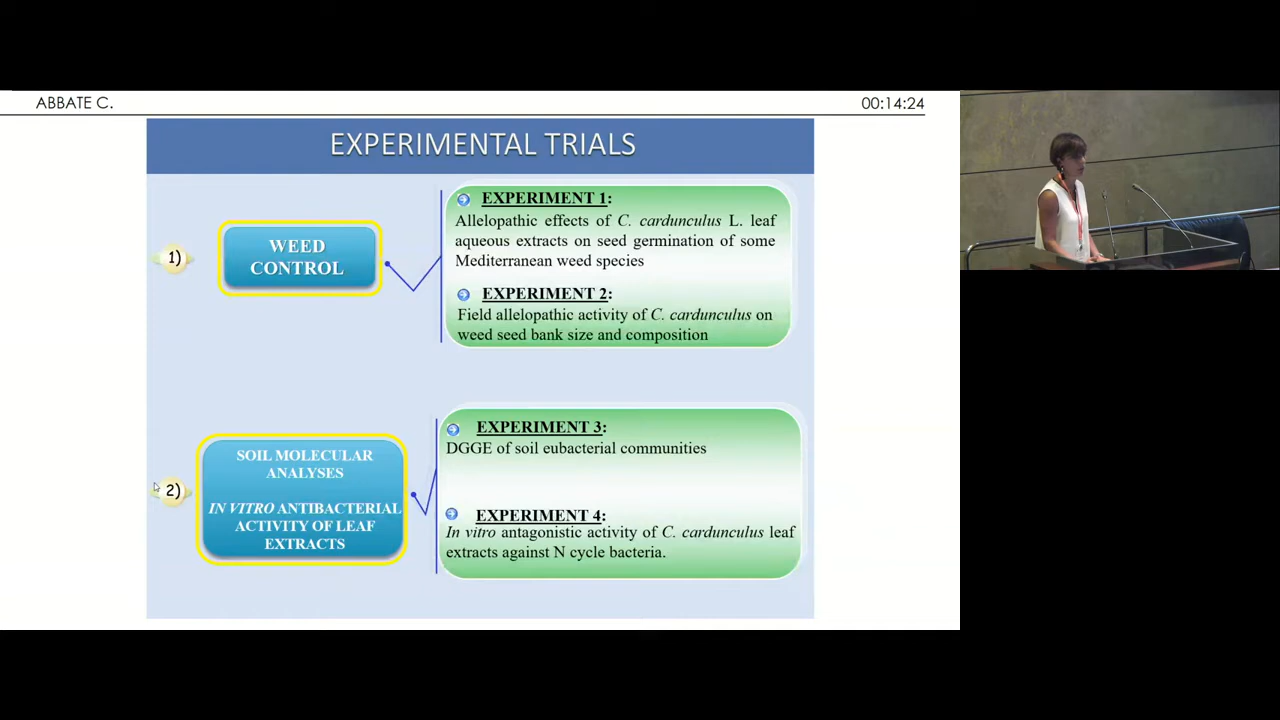 ABBATE C.
00:14:24
EXPERIMENTAL TRIALS
1)
WEED
CONTROL
EXPERIMENT 1:
Allelopathic effects of C. cardunculus L. leaf
aqueous extracts on seed germination of some
Mediterranean weed species
EXPERIMENT 2:
Field allelopathic activity of C. cardunculus on
weed seed bank size and composition
2)
SOIL MOLECULAR
ANALYSES
IN VITRO ANTIBACTERIAL
ACTIVITY OF LEAF
EXTRACTS
EXPERIMENT 3:
DGGE of soil eubacterial communities
EXPERIMENT 4:
In vitro antagonistic activity of C. cardunculus leaf
extracts against N cycle bacteria.